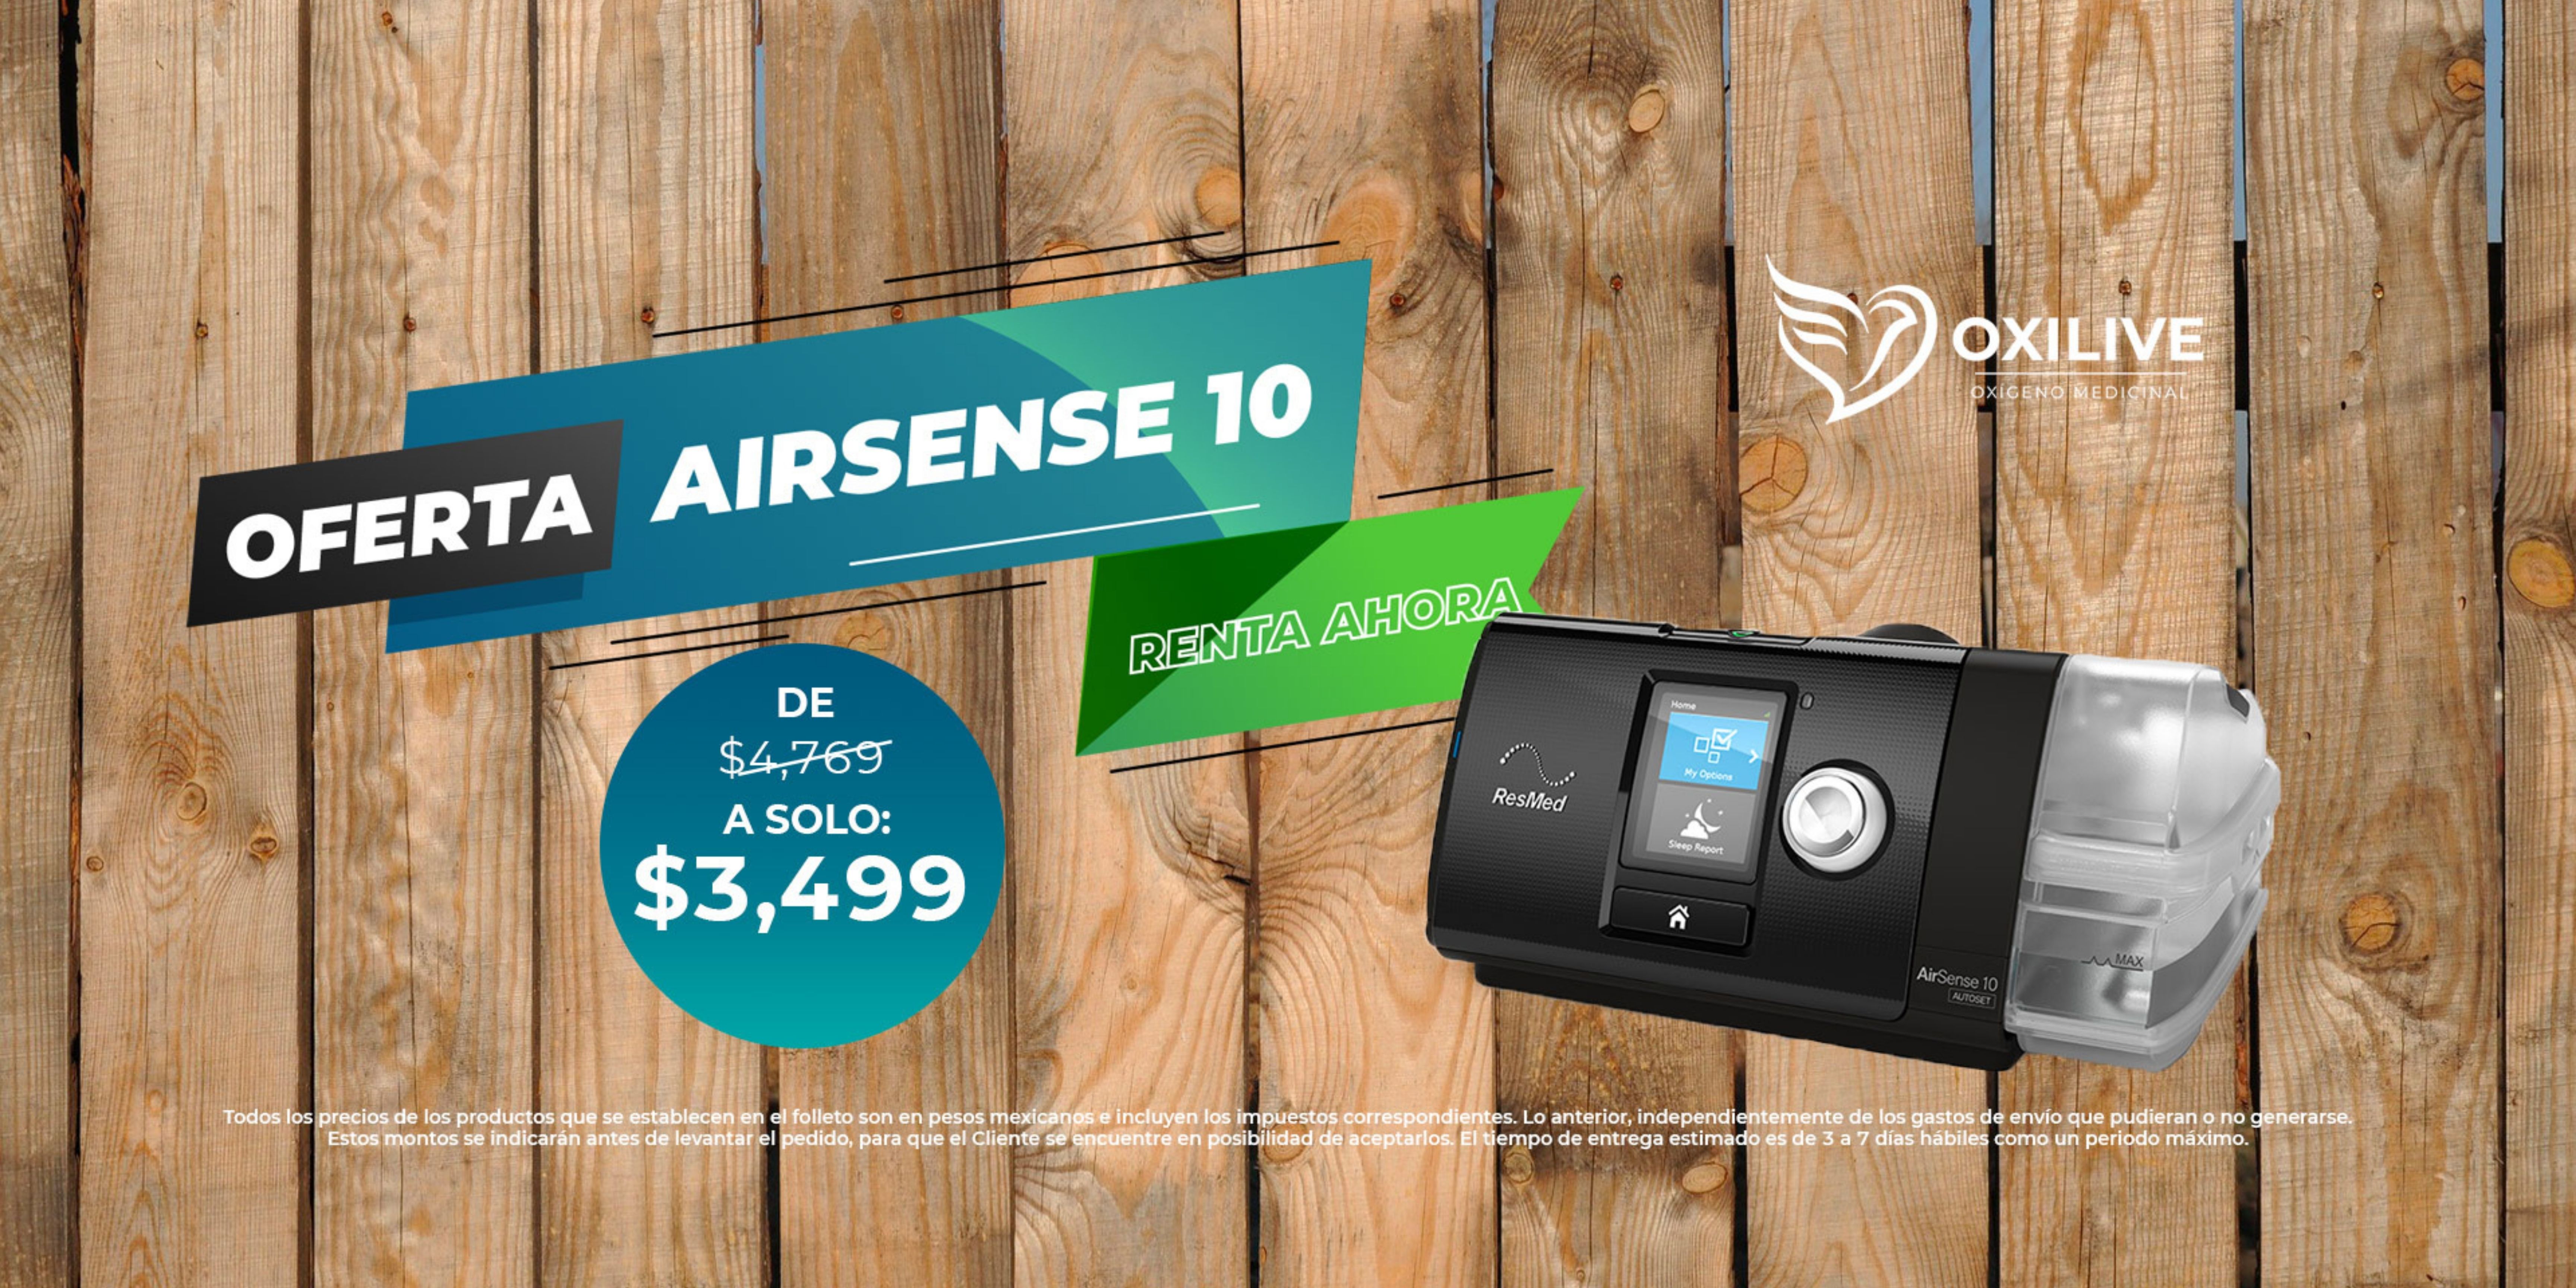 OXILIVE
OXÍGENO MEDICINAL
OFERTA AIRSENSE 10
RENTA AHORA
DE
$4,769
A SOLO:
$3,499
Home
My Options
Sleep Report
ResMed
AirSense 10
AUTOSET
MAX
Todos los precios de los productos que se establecen en el folleto son en pesos mexicanos e incluyen los impuestos correspondientes. Lo anterior, independientemente de los gastos de envío que pudieran o no generarse.
Estos montos se indicarán antes de levantar el pedido, para que el Cliente se encuentre en posibilidad de aceptarlos. El tiempo de entrega estimado es de 3 a 7 días hábiles como un periodo máximo.